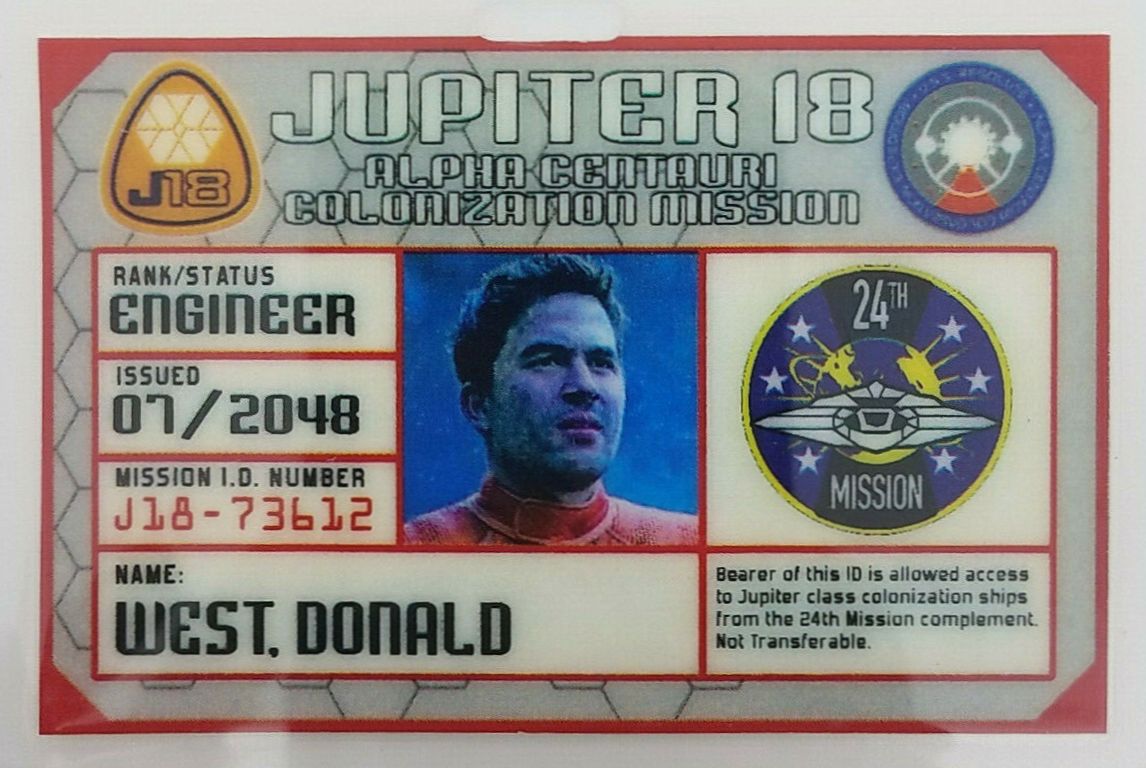 JUPITER 18
ALPHA CENTAURI
COLONIZATION MISSION
J18
RANK/STATUS
ENGINEER
ISSUED
07/2048
MISSION I.D. NUMBER
J18-73612
NAME:
WEST, DONALD
24TH
MISSION
Bearer of this ID is allowed access
to Jupiter class colonization ships
from the 24th Mission complement.
Not Transferable.